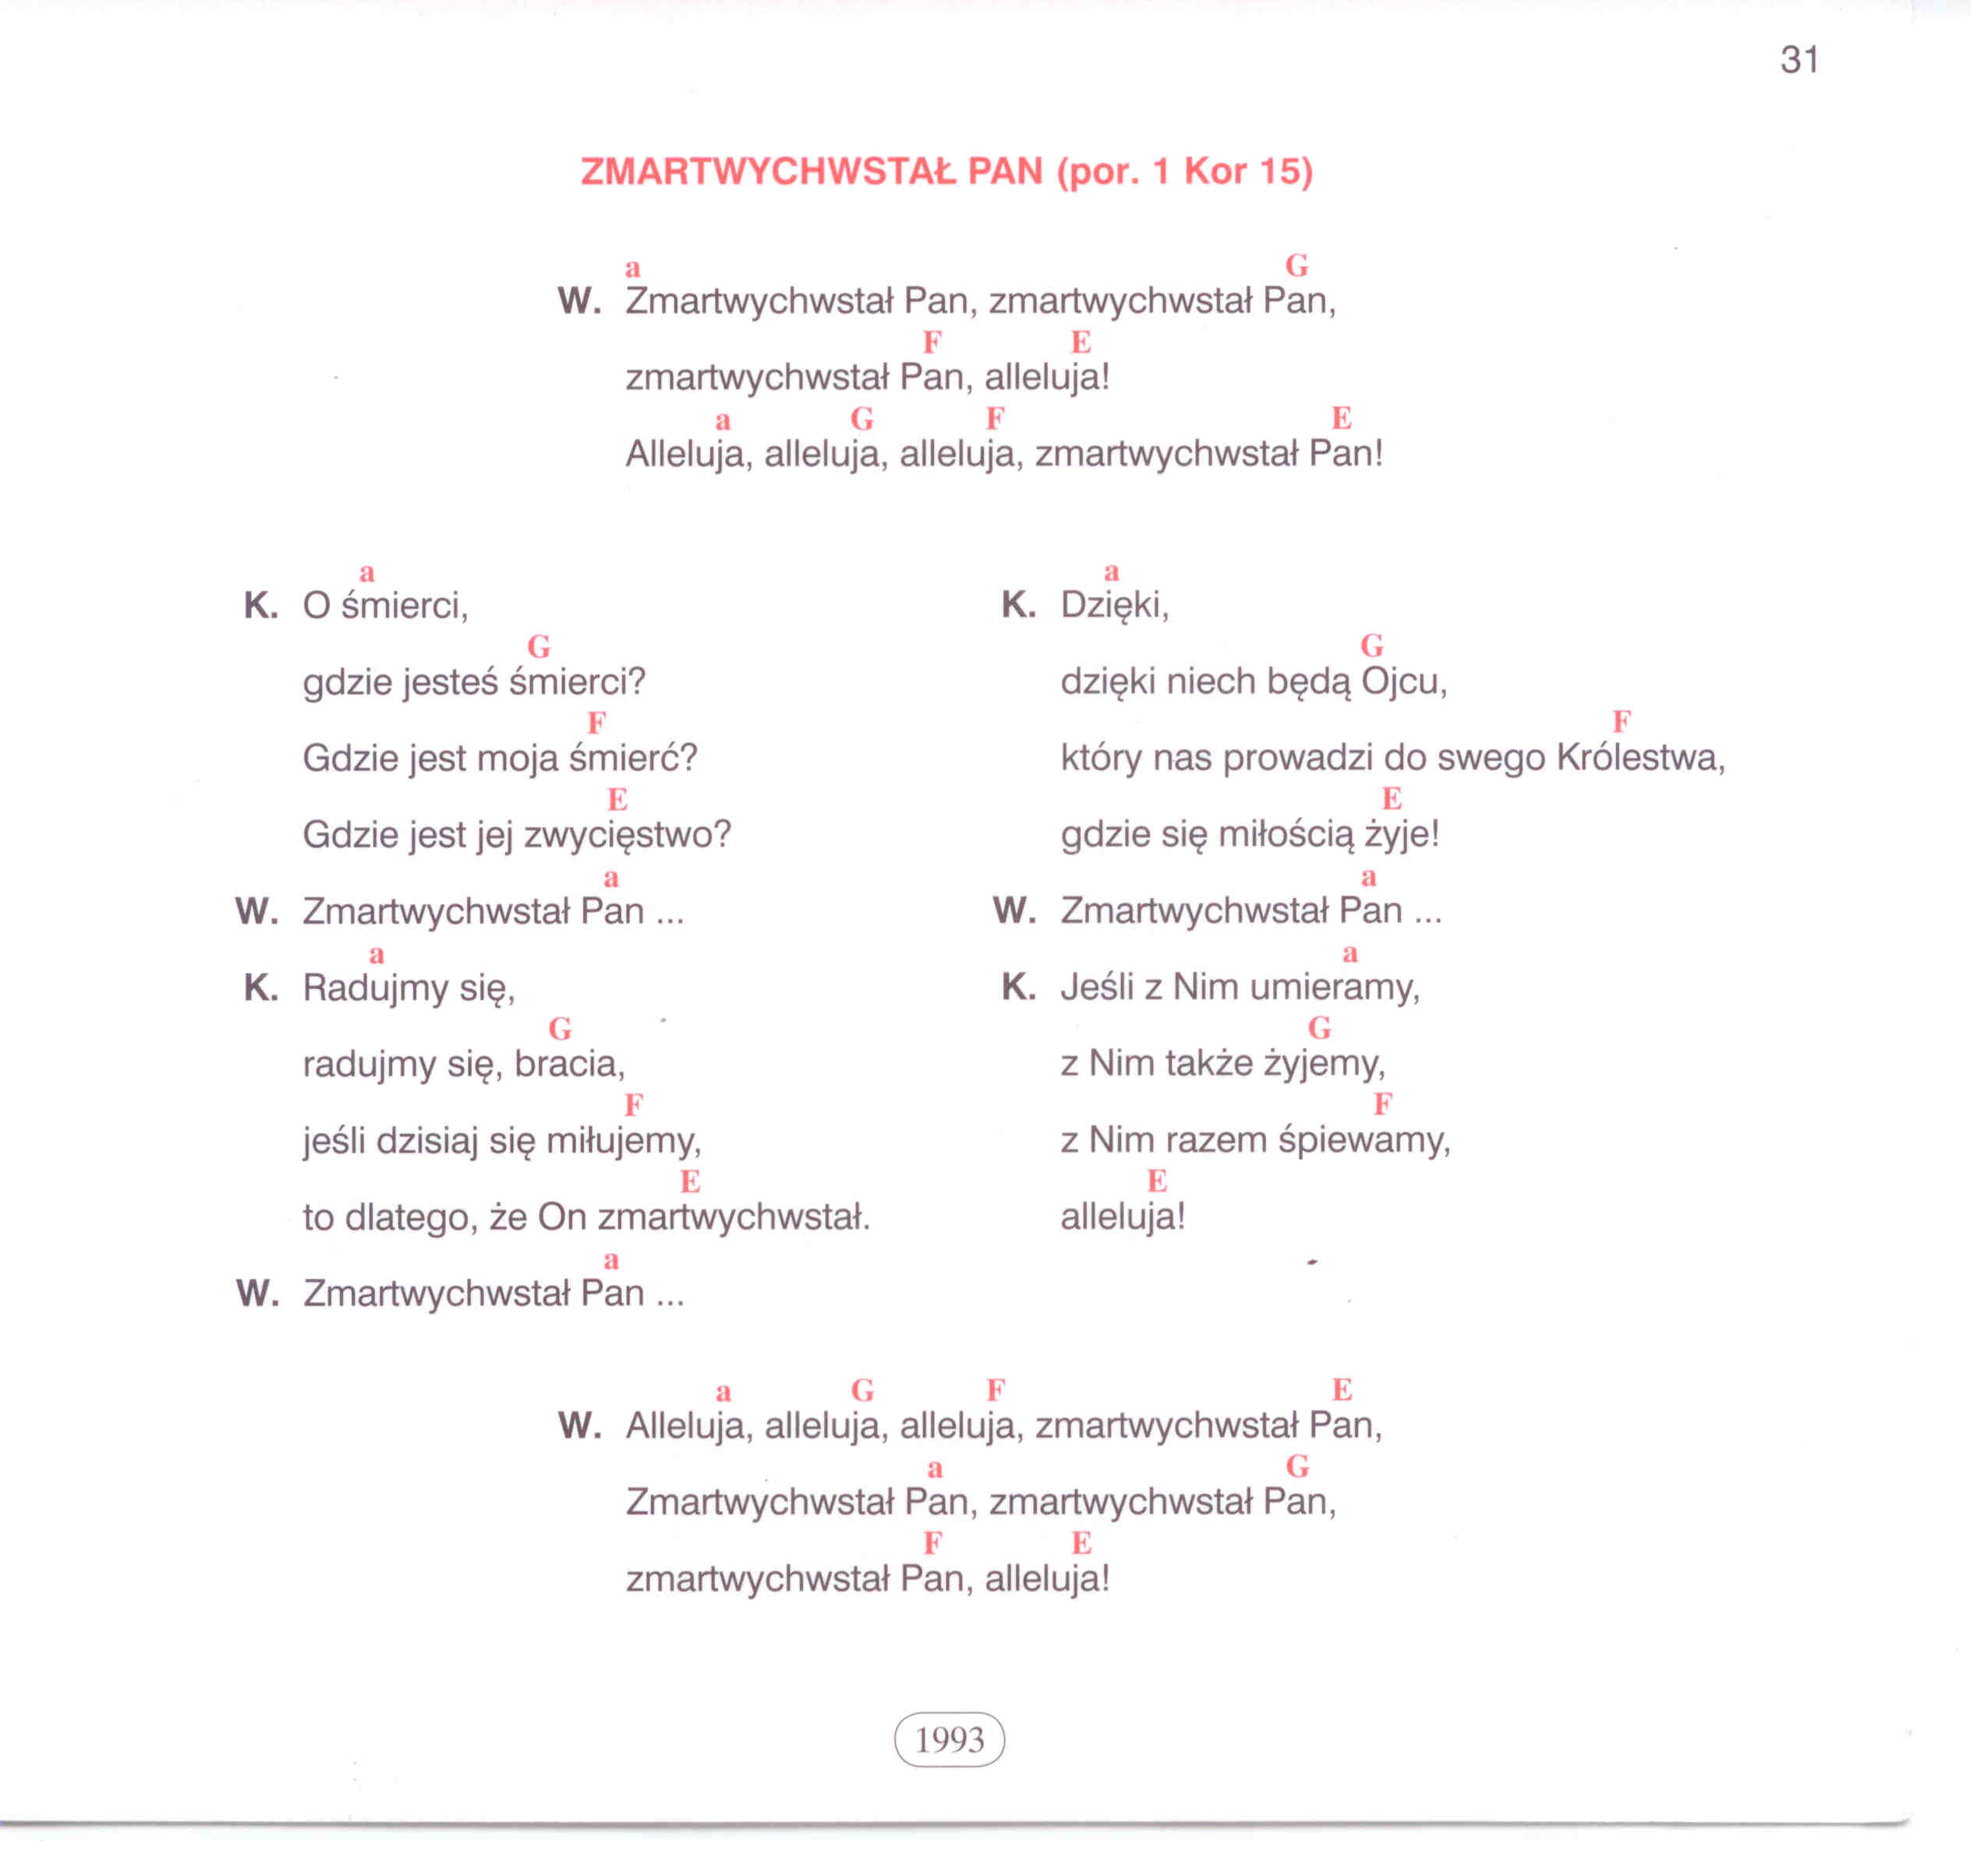 31
ZMARTWYCHWSTAŁ PAN (por. 1 Kor 15)
a G
W. Zmartwychwstał Pan, zmartwychwstał Pan,
F E
zmartwychwstał Pan, alleluja!
a G F E
Alleluja, alleluja, alleluja, zmartwychwstał Pan!
a
K. O śmierci,
G
gdzie jesteś śmierci?
F
Gdzie jest moja śmierć?
E
Gdzie jest jej zwycięstwo?
a
W. Zmartwychwstał Pan ...
a
K. Radujmy się,
G
radujmy się, bracia,
F
jeśli dzisiaj się miłujemy,
E
to dlatego, że On zmartwychwstał.
a
W. Zmartwychwstał Pan ...
a
K. Dzięki,
G
dzięki niech będą Ojcu,
F
który nas prowadzi do swego Królestwa,
E
gdzie się miłością żyje!
a
W. Zmartwychwstał Pan ...
a
K. Jeśli z Nim umieramy,
G
z Nim także żyjemy,
F
z Nim razem śpiewamy,
E
alleluja!
a G F E
W. Alleluja, alleluja, alleluja, zmartwychwstał Pan,
a G
Zmartwychwstał Pan, zmartwychwstał Pan,
F E
zmartwychwstał Pan, alleluja!
1993